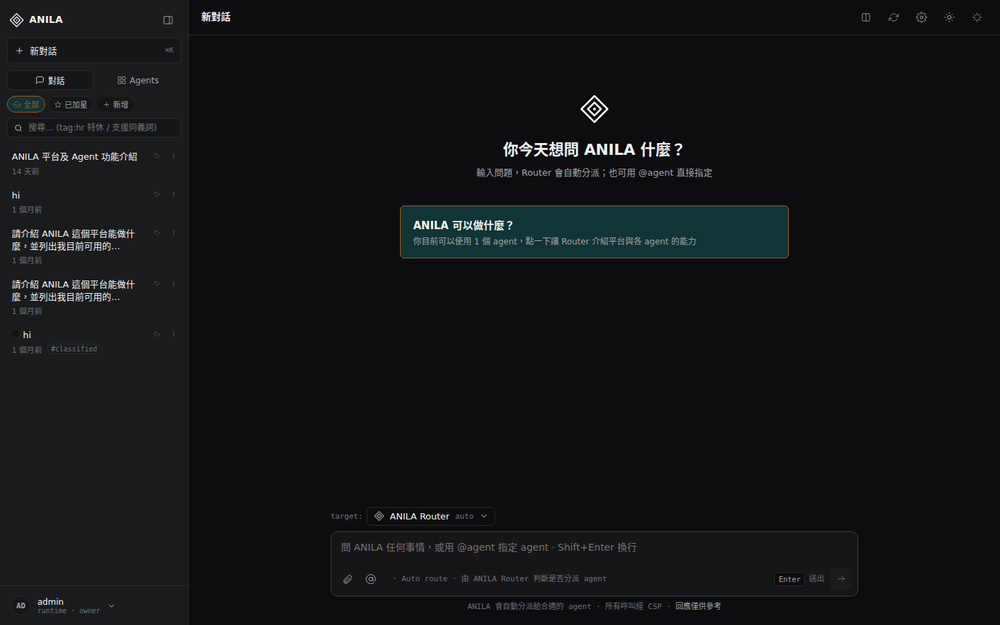 ANILA
新對話
⌘K
對話
Agents
全部
已加星
新增
搜尋… (tag:hr 特休 / 支援同義詞)
ANILA 平台及 Agent 功能介紹
14 天前
hi
1 個月前
請介紹 ANILA 這個平台能做什
麼，並列出我目前可用的…
1 個月前
請介紹 ANILA 這個平台能做什
麼，並列出我目前可用的…
1 個月前
hi
1 個月前 #classified
AD
admin
runtime · owner
新對話
你今天想問 ANILA 什麼？
輸入問題，Router 會自動分派；也可用 @agent 直接指定
ANILA 可以做什麼？
你目前可以使用 1 個 agent，點一下讓 Router 介紹平台與各 agent 的能力
target: ANILA Router auto
問 ANILA 任何事情，或用 @agent 指定 agent · Shift+Enter 換行
· Auto route · 由 ANILA Router 判斷是否分派 agent
Enter 送出
ANILA 會自動分派給合適的 agent · 所有呼叫經 CSP · 回應僅供參考